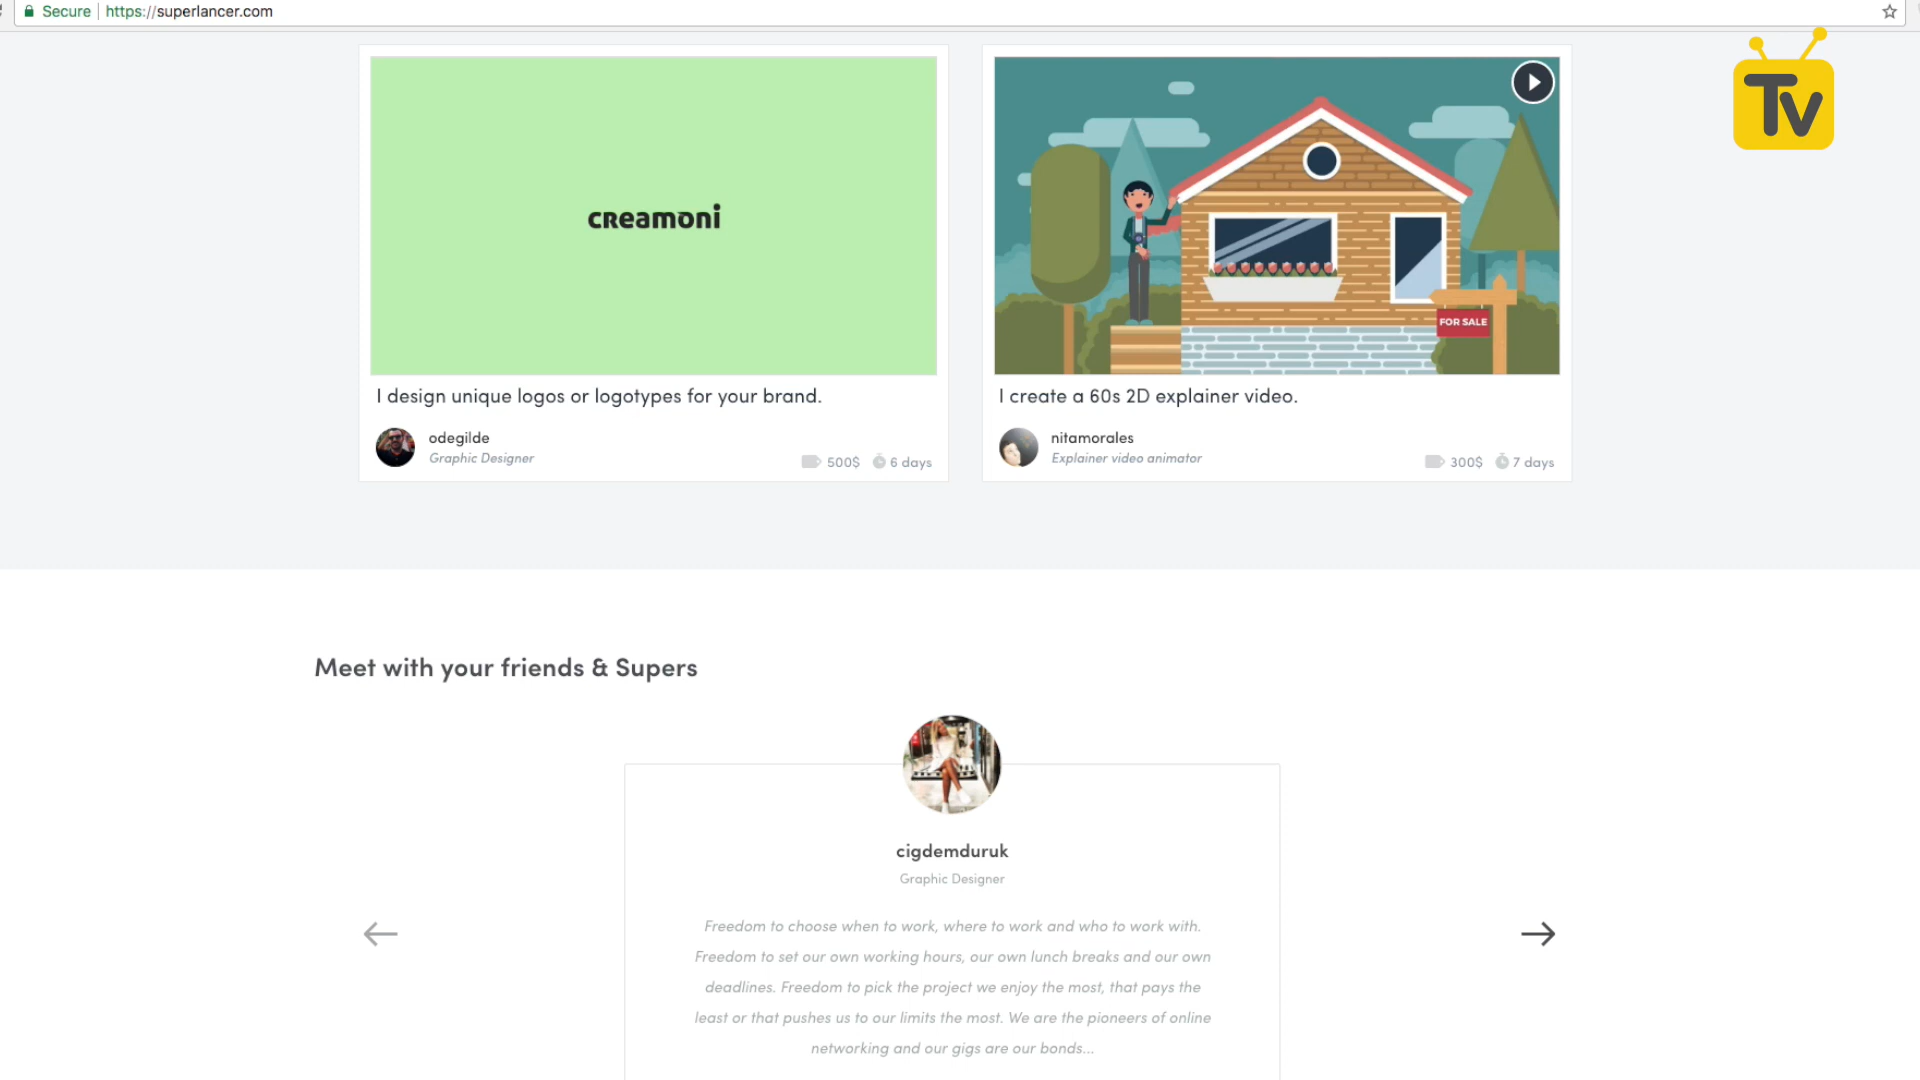 Secure https://superlancer.com
Tv
creamoni
FOR SALE
I design unique logos or logotypes for your brand.
odegilde
Graphic Designer
500$ 6 days
I create a 60s 2D explainer video.
nitamorales
Explainer video animator
300$ 7 days
Meet with your friends & Supers
cigdemduruk
Graphic Designer
Freedom to choose when to work, where to work and who to work with.
Freedom to set our own working hours, our own lunch breaks and our own
deadlines. Freedom to pick the project we enjoy the most, that pays the
least or that pushes us to our limits the most. We are the pioneers of online
networking and our gigs are our bonds...